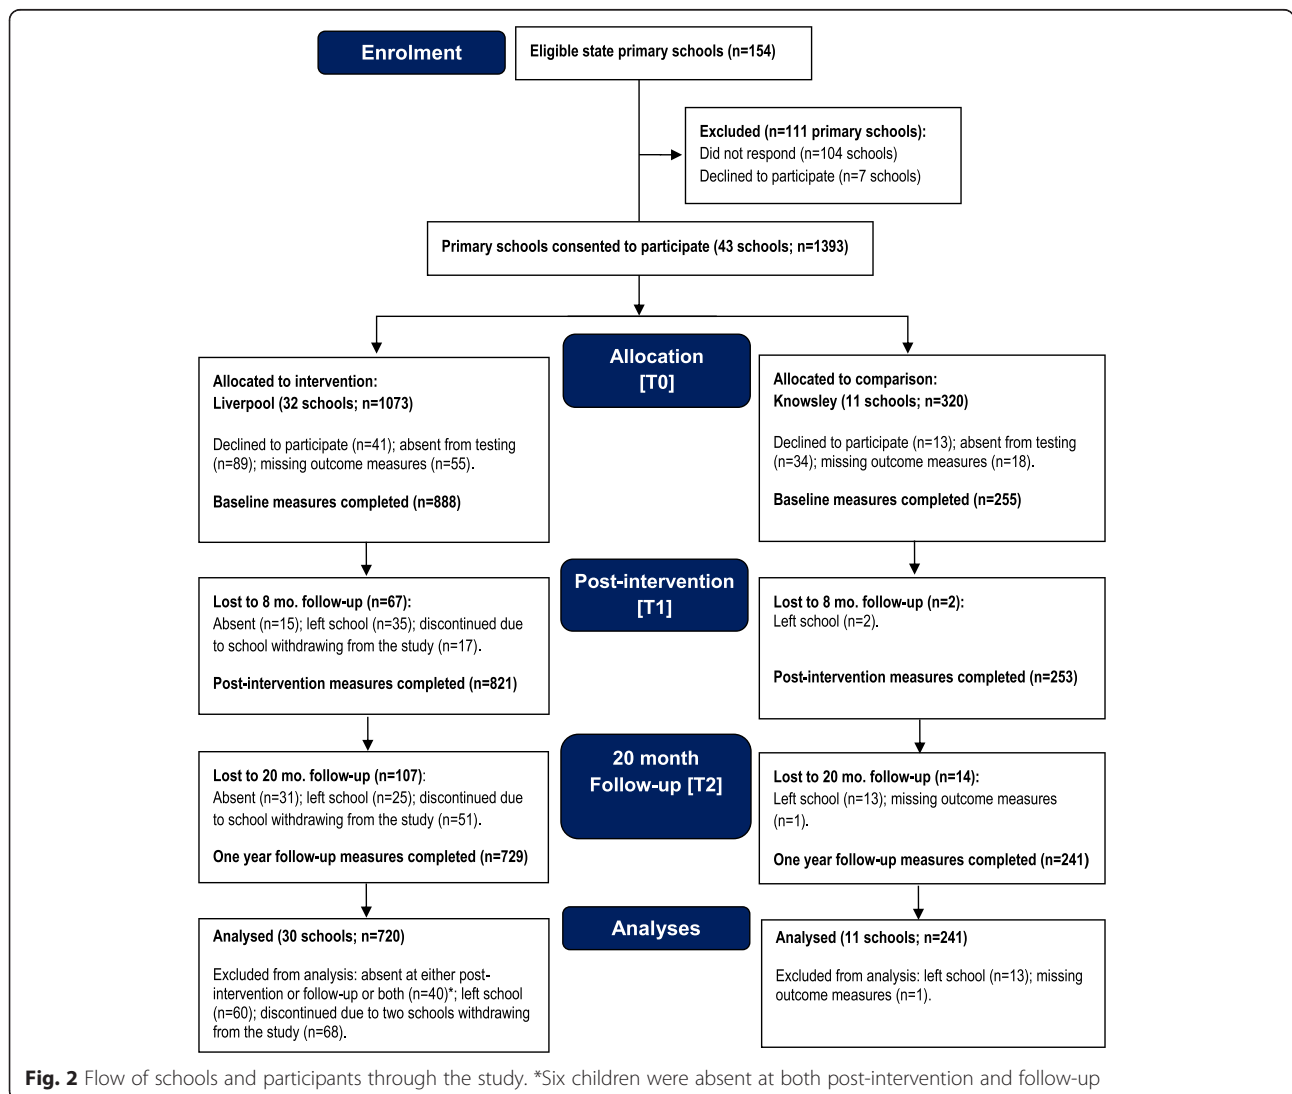 Enrolment
Eligible state primary schools (n=154)
Excluded (n=111 primary schools):
Did not respond (n=104 schools)
Declined to participate (n=7 schools)
Primary schools consented to participate (43 schools; n=1393)
Allocation
[T0]
Allocated to intervention:
Liverpool (32 schools; n=1073)
Declined to participate (n=41); absent from testing
(n=89); missing outcome measures (n=55).
Baseline measures completed (n=888)
Allocated to comparison:
Knowsley (11 schools; n=320)
Declined to participate (n=13); absent from testing
(n=34); missing outcome measures (n=18).
Baseline measures completed (n=255)
Post-intervention
[T1]
Lost to 8 mo. follow-up (n=67):
Absent (n=15); left school (n=35); discontinued due
to school withdrawing from the study (n=17).
Post-intervention measures completed (n=821)
Lost to 8 mo. follow-up (n=2):
Left school (n=2).
Post-intervention measures completed (n=253)
20 month
Follow-up [T2]
Lost to 20 mo. follow-up (n=107):
Absent (n=31); left school (n=25); discontinued due
to school withdrawing from the study (n=51).
One year follow-up measures completed (n=729)
Lost to 20 mo. follow-up (n=14):
Left school (n=13); missing outcome measures
(n=1).
One year follow-up measures completed (n=241)
Analyses
Analysed (30 schools; n=720)
Excluded from analysis: absent at either post-
intervention or follow-up or both (n=40)*; left school
(n=60); discontinued due to two schools withdrawing
from the study (n=68).
Analysed (11 schools; n=241)
Excluded from analysis: left school (n=13); missing
outcome measures (n=1).
Fig. 2 Flow of schools and participants through the study. *Six children were absent at both post-intervention and follow-up